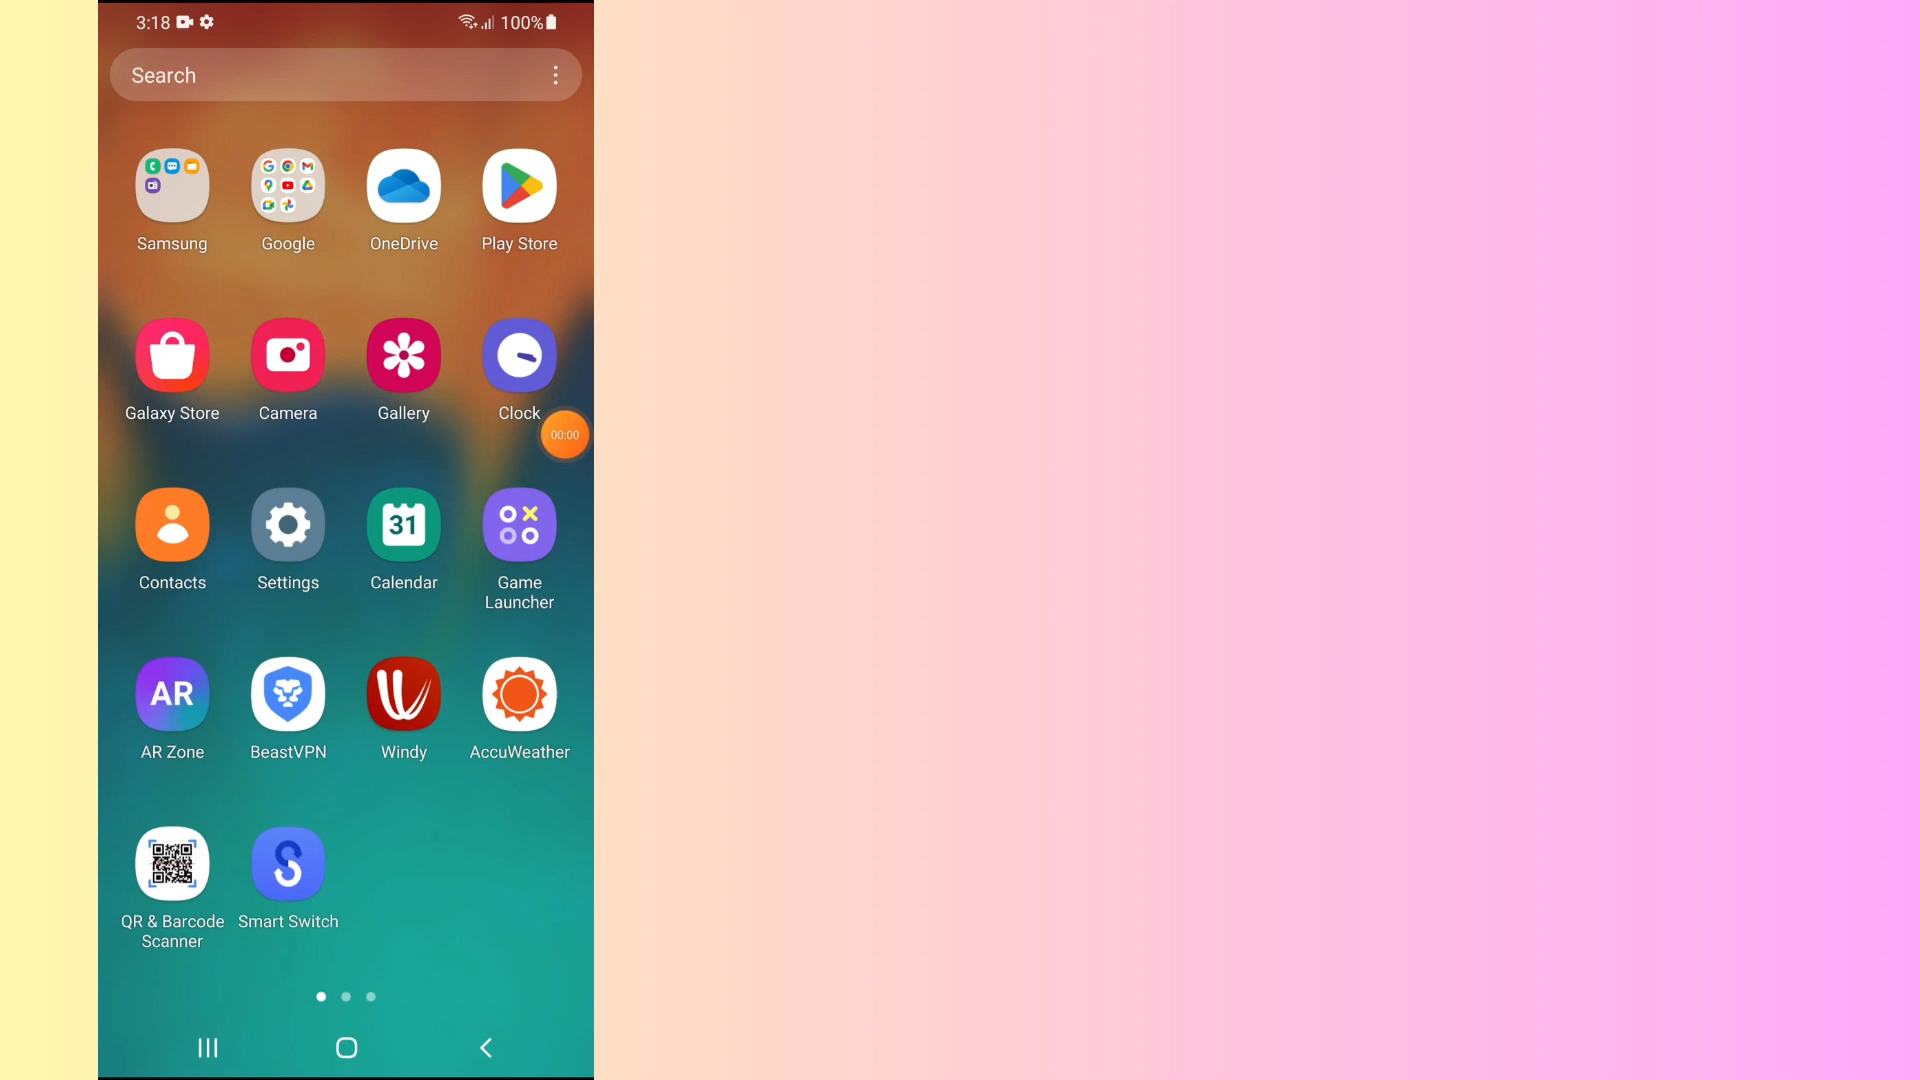 3:18 100%
Search
Samsung Google OneDrive Play Store
Galaxy Store Camera Gallery Clock
00:00
31
Contacts Settings Calendar Game
Launcher
AR
AR Zone BeastVPN Windy AccuWeather
QR & Barcode Smart Switch
Scanner